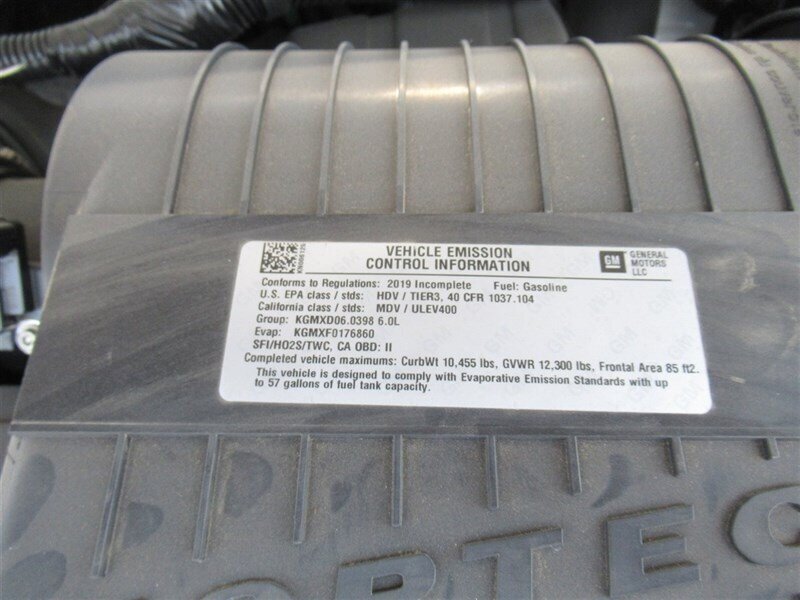 VEHICLE EMISSION
CONTROL INFORMATION
GM
GENERAL
MOTORS
LLC
Conforms to Regulations: 2019 Incomplete Fuel: Gasoline
U.S. EPA class / stds: HDV / TIER3, 40 CFR 1037.104
California class / stds: MDV / ULEV400
Group: KGMXD06.0398 6.0L
Evap: KGMXF0176860
SFI/HO2S/TWC, CA OBD: II
Completed vehicle maximums: CurbWt 10,455 lbs, GVWR 12,300 lbs, Frontal Area 85 ft2.
This vehicle is designed to comply with Evaporative Emission Standards with up
to 57 gallons of fuel tank capacity.
ORTEC